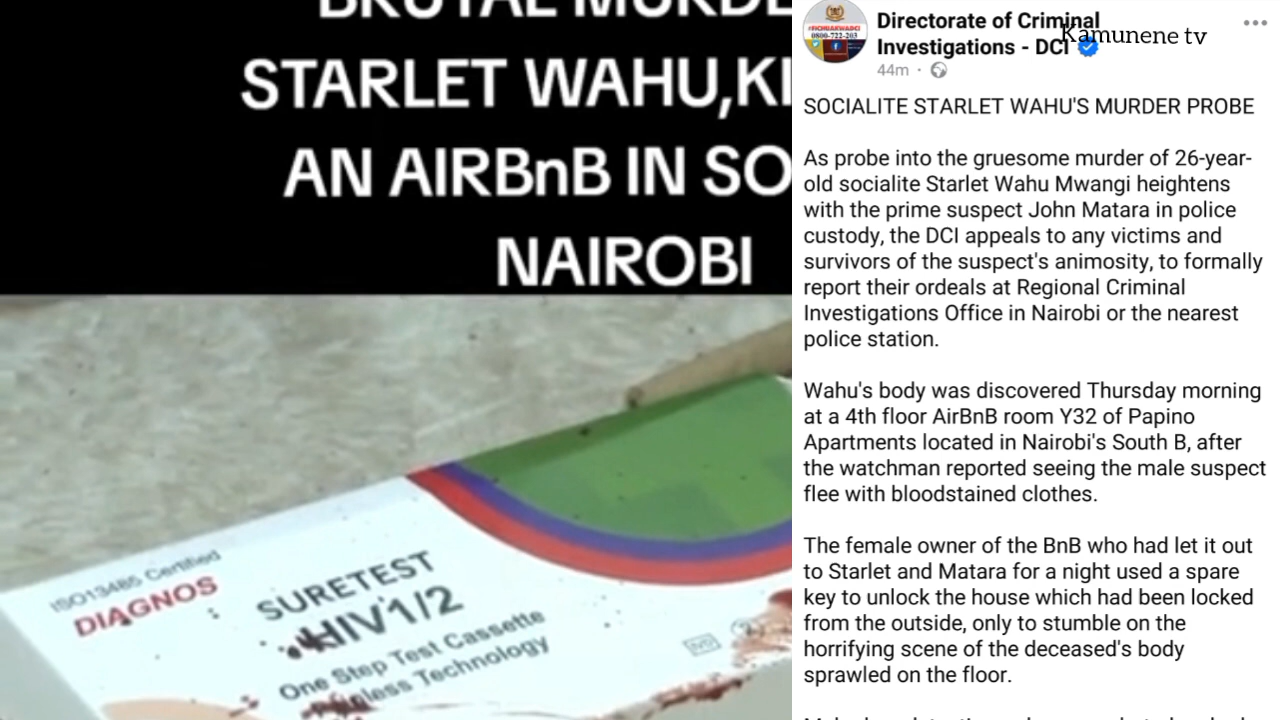 BRUTAL MURDE
STARLET WAHU,KI
AN AIRBnB IN SO
NAIROBI
ISO13485 Certified
DIAGNOS
SURETEST
HIV1/2
One Step Test Cassette
Technology
#FICHUAKWADCI
0800-722-203
Directorate of Criminal
Investigations - DCI
Kamunene tv
44m ·
SOCIALITE STARLET WAHU'S MURDER PROBE
As probe into the gruesome murder of 26-year-
old socialite Starlet Wahu Mwangi heightens
with the prime suspect John Matara in police
custody, the DCI appeals to any victims and
survivors of the suspect's animosity, to formally
report their ordeals at Regional Criminal
Investigations Office in Nairobi or the nearest
police station.
Wahu's body was discovered Thursday morning
at a 4th floor AirBnB room Y32 of Papino
Apartments located in Nairobi's South B, after
the watchman reported seeing the male suspect
flee with bloodstained clothes.
The female owner of the BnB who had let it out
to Starlet and Matara for a night used a spare
key to unlock the house which had been locked
from the outside, only to stumble on the
horrifying scene of the deceased's body
sprawled on the floor.